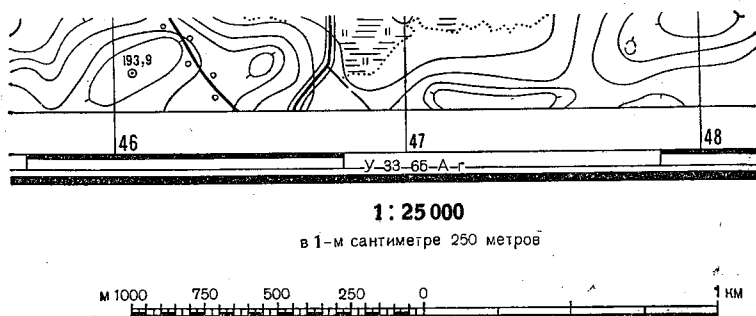 193,9
46 47 48
У-33-65-А-г
1:25 000
в 1-м сантиметре 250 метров
м 1000 750 500 250 0 1 км